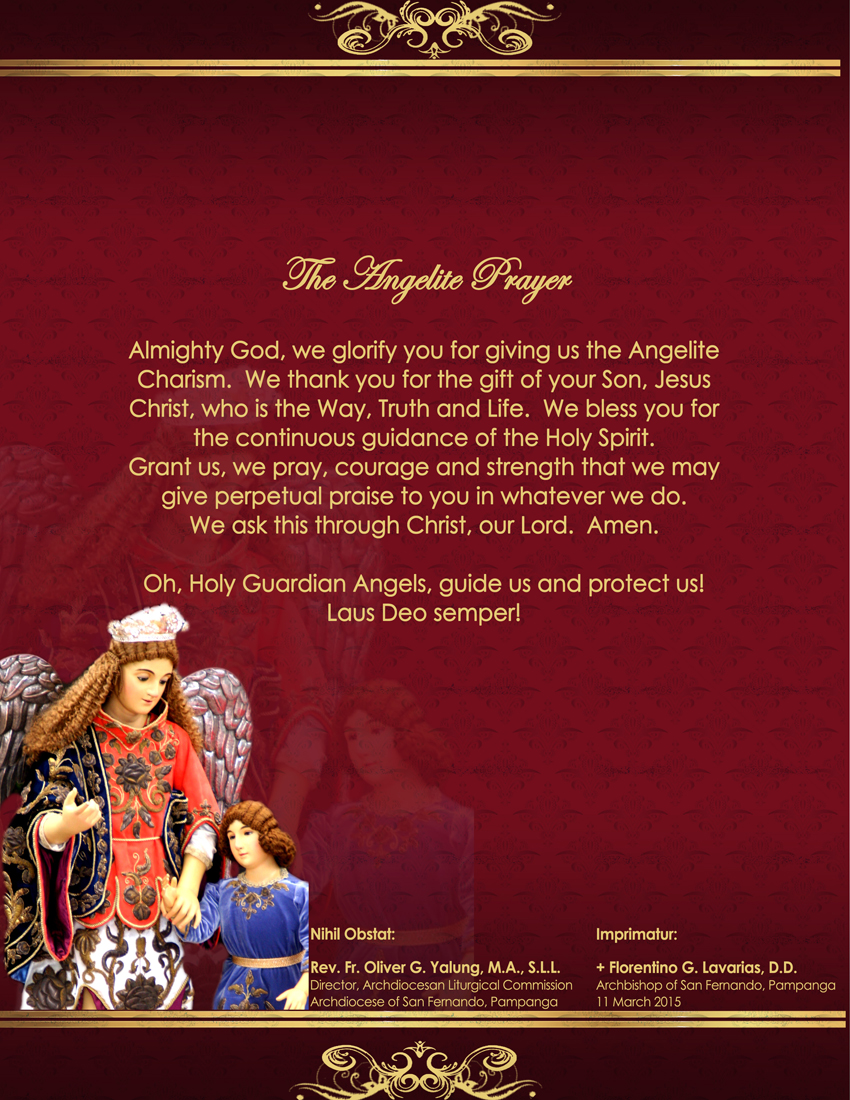 The Angelite Prayer
Almighty God, we glorify you for giving us the Angelite
Charism.  We thank you for the gift of your Son, Jesus
Christ, who is the Way, Truth and Life.  We bless you for
the continuous guidance of the Holy Spirit.
Grant us, we pray, courage and strength that we may
give perpetual praise to you in whatever we do.
We ask this through Christ, our Lord.  Amen.
Oh, Holy Guardian Angels, guide us and protect us!
Laus Deo semper!
Nihil Obstat:
Rev. Fr. Oliver G. Yalung, M.A., S.L.L.
Director, Archdiocesan Liturgical Commission
Archdiocese of San Fernando, Pampanga
Imprimatur:
+ Florentino G. Lavarias, D.D.
Archbishop of San Fernando, Pampanga
11 March 2015